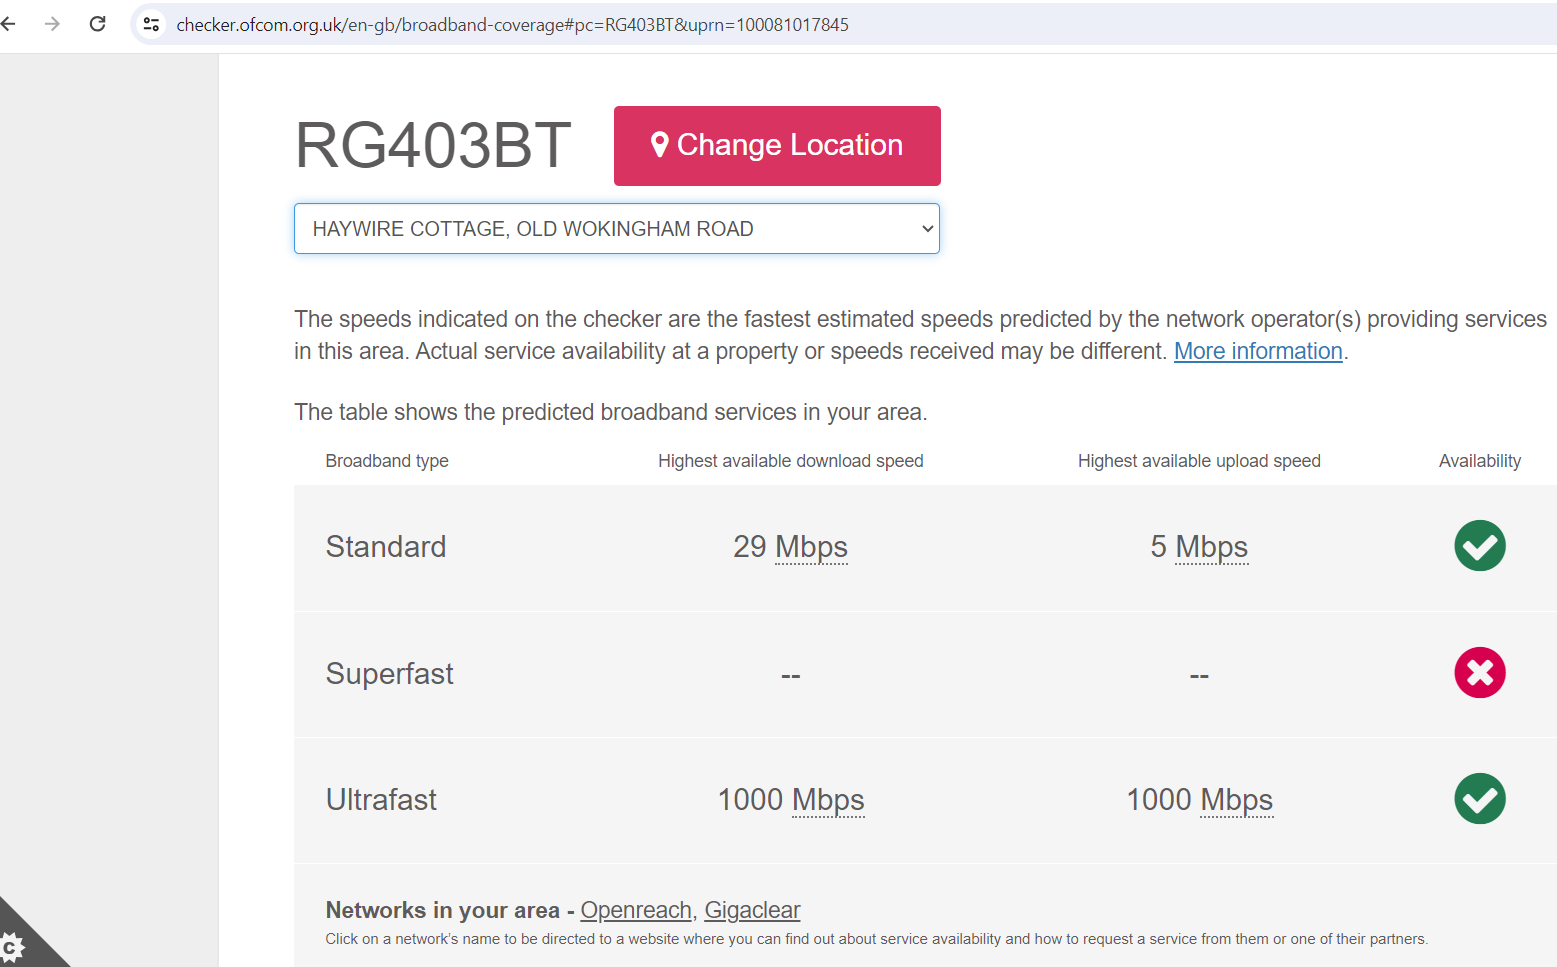 checker.ofcom.org.uk/en-gb/broadband-coverage#pc=RG403BT&uprn=100081017845
RG403BT
Change Location
HAYWIRE COTTAGE, OLD WOKINGHAM ROAD
The speeds indicated on the checker are the fastest estimated speeds predicted by the network operator(s) providing services
in this area. Actual service availability at a property or speeds received may be different. More information.
The table shows the predicted broadband services in your area.
Broadband type Highest available download speed Highest available upload speed Availability
Standard 29 Mbps 5 Mbps
Superfast -- --
Ultrafast 1000 Mbps 1000 Mbps
Networks in your area - Openreach, Gigaclear
Click on a network's name to be directed to a website where you can find out about service availability and how to request a service from them or one of their partners.
C